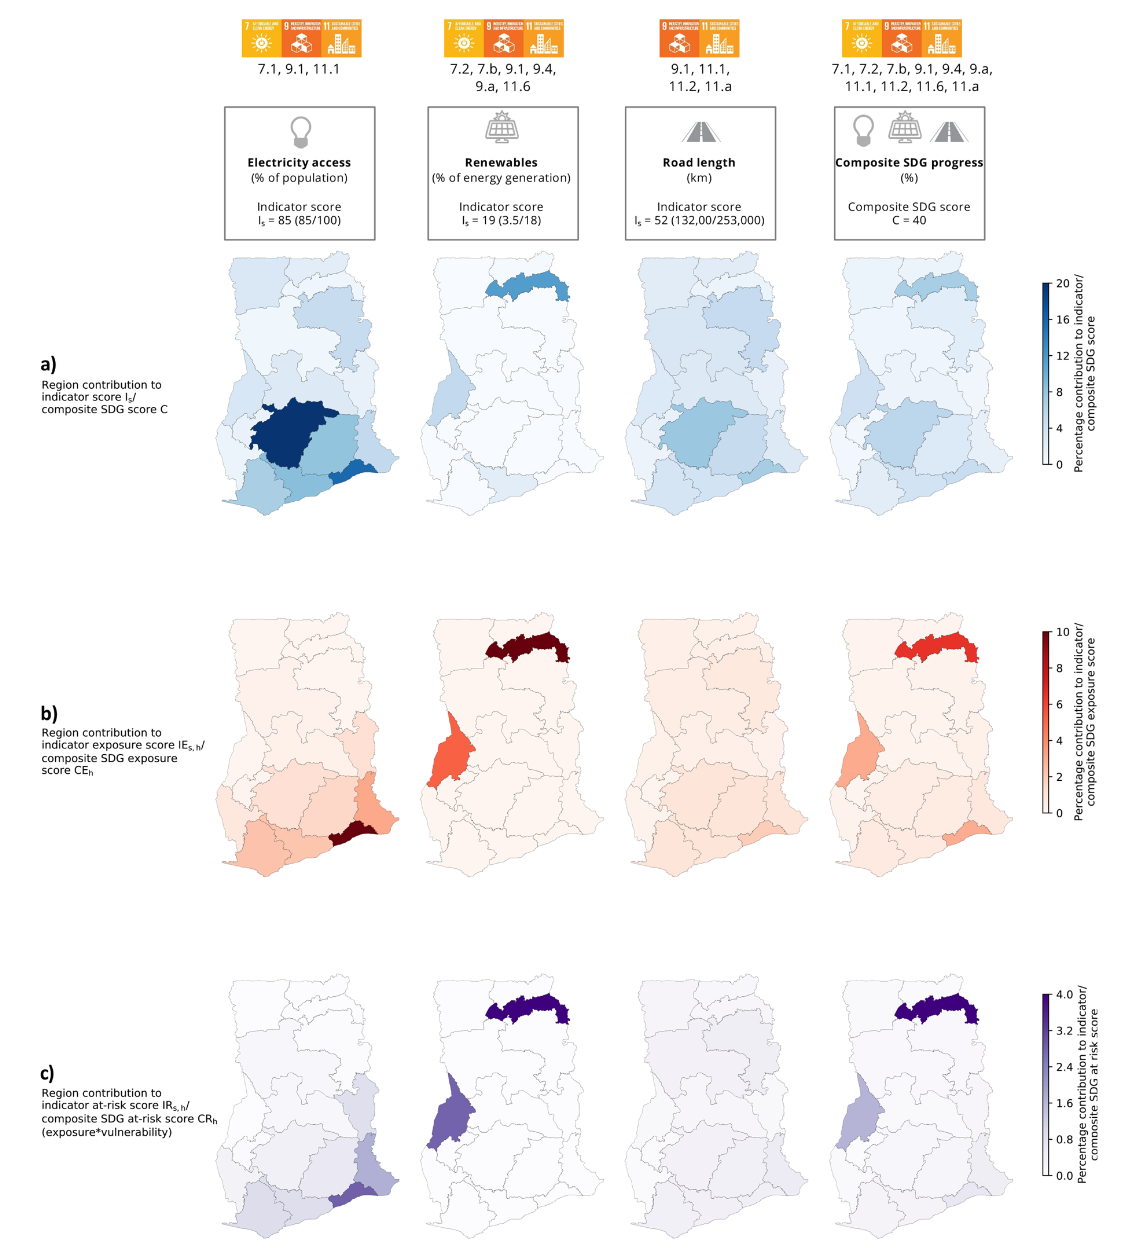 7 AFFORDABLE AND CLEAN ENERGY
9 INDUSTRY, INNOVATION AND INFRASTRUCTURE
11 SUSTAINABLE CITIES AND COMMUNITIES
7.1, 9.1, 11.1
7 AFFORDABLE AND CLEAN ENERGY
9 INDUSTRY, INNOVATION AND INFRASTRUCTURE
11 SUSTAINABLE CITIES AND COMMUNITIES
7.2, 7.b, 9.1, 9.4,
9.a, 11.6
9 INDUSTRY, INNOVATION AND INFRASTRUCTURE
11 SUSTAINABLE CITIES AND COMMUNITIES
9.1, 11.1,
11.2, 11.a
7 AFFORDABLE AND CLEAN ENERGY
9 INDUSTRY, INNOVATION AND INFRASTRUCTURE
11 SUSTAINABLE CITIES AND COMMUNITIES
7.1, 7.2, 7.b, 9.1, 9.4, 9.a,
11.1, 11.2, 11.6, 11.a
Electricity access
(% of population)
Indicator score
Is = 85 (85/100)
Renewables
(% of energy generation)
Indicator score
Is = 19 (3.5/18)
Road length
(km)
Indicator score
Is = 52 (132,00/253,000)
Composite SDG progress
(%)
Composite SDG score
C = 40
a)
Region contribution to
indicator score Is/
composite SDG score C
20
16
12
8
4
0
Percentage contribution to indicator/
composite SDG score
b)
Region contribution to
indicator exposure score IEs, h/
composite SDG exposure
score CEh
10
8
6
4
2
0
Percentage contribution to indicator/
composite SDG exposure score
c)
Region contribution to
indicator at-risk score IRs, h/
composite SDG at-risk score CRh
(exposure*vulnerability)
4.0
3.2
2.4
1.6
0.8
0.0
Percentage contribution to indicator/
composite SDG at risk score